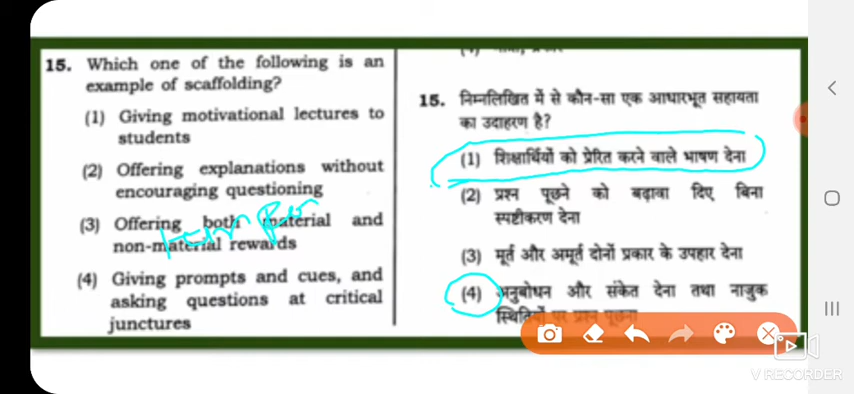 15. Which one of the following is an
example of scaffolding?
(1) Giving motivational lectures to
students
(2) Offering explanations without
encouraging questioning
(3) Offering both material and
non-material rewards
(4) Giving prompts and cues, and
asking questions at critical
junctures
15. निम्नलिखित में से कौन-सा एक आधारभूत सहायता
का उदाहरण है?
(1) शिक्षार्थियों को प्रेरित करने वाले भाषण देना
(2) प्रश्न पूछने को बढ़ावा दिए बिना
स्पष्टीकरण देना
(3) मूर्त और अमूर्त दोनों प्रकार के उपहार देना
(4) अनुबोधन और संकेत देना तथा नाजुक
स्थितियों पर प्रश्न पूछना
V RECORDER